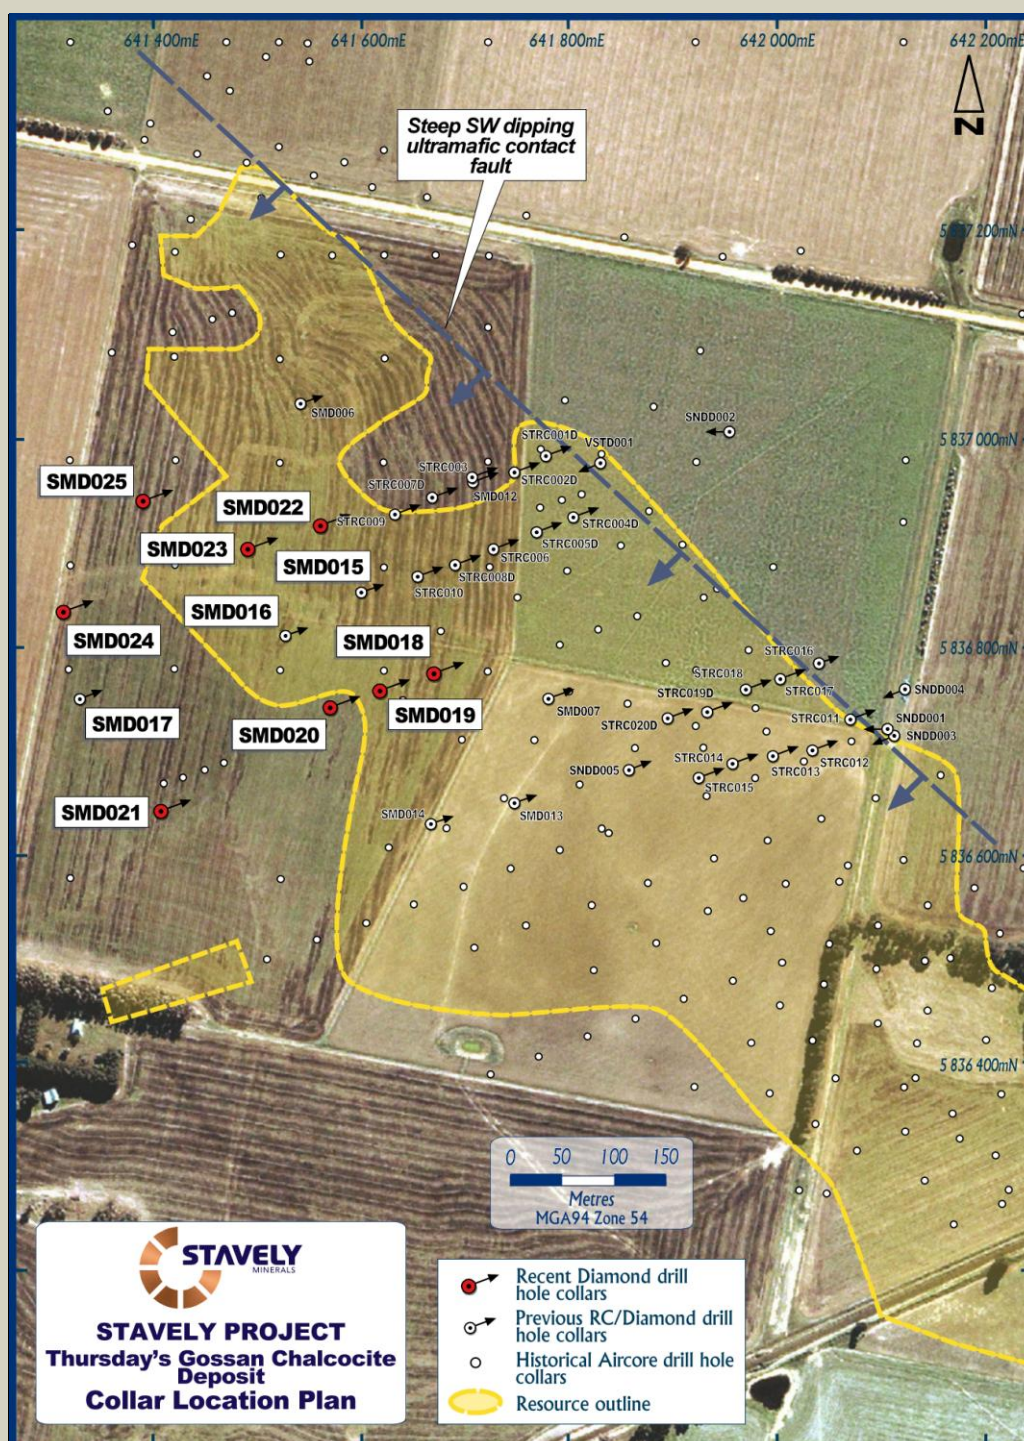 641 400mE
641 600mE
641 800mE
642 000mE
642 200mE
N
Steep SW dipping
ultramafic contact
fault
5 837 200mN
SMD006
SNDD002
STRC001D
VSTD001
5 837 000mN
STRC003
STRC002D
SMD025
STRC007D
SMD012
SMD022
STRC009
STRC004D
STRC005D
SMD023
STRC006
SMD015
STRC008D
STRC010
SMD016
SMD018
STRC016
5 836 800mN
SMD024
STRC018
STRC017
SNDD004
STRC019D
SMD017
SMD019
SMD007
STRC011
SNDD001
STRC020D
SNDD003
SMD020
STRC014
STRC012
STRC013
SNDD005
STRC015
SMD021
SMD014
SMD013
5 836 600mN
5 836 400mN
0 50 100 150
Metres
MGA94 Zone 54
STAVELY
MINERALS
STAVELY PROJECT
Thursday's Gossan Chalcocite
Deposit
Collar Location Plan
Recent Diamond drill
hole collars
Previous RC/Diamond drill
hole collars
Historical Aircore drill hole
collars
Resource outline